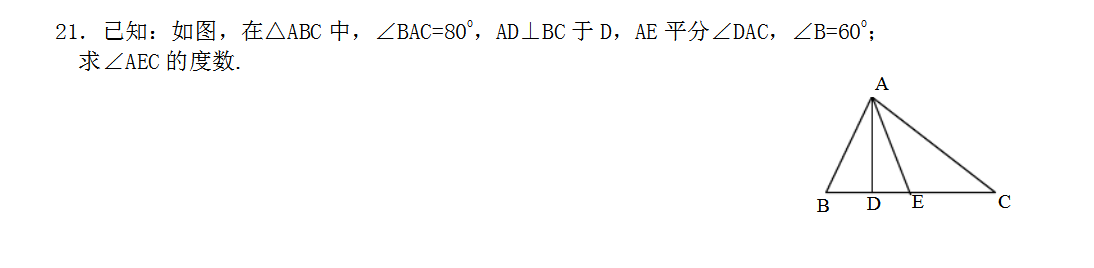 21. 已知：如图，在△ABC 中，∠BAC=80°，AD⊥BC 于 D，AE 平分∠DAC，∠B=60°；
求∠AEC 的度数.
A
B D E C